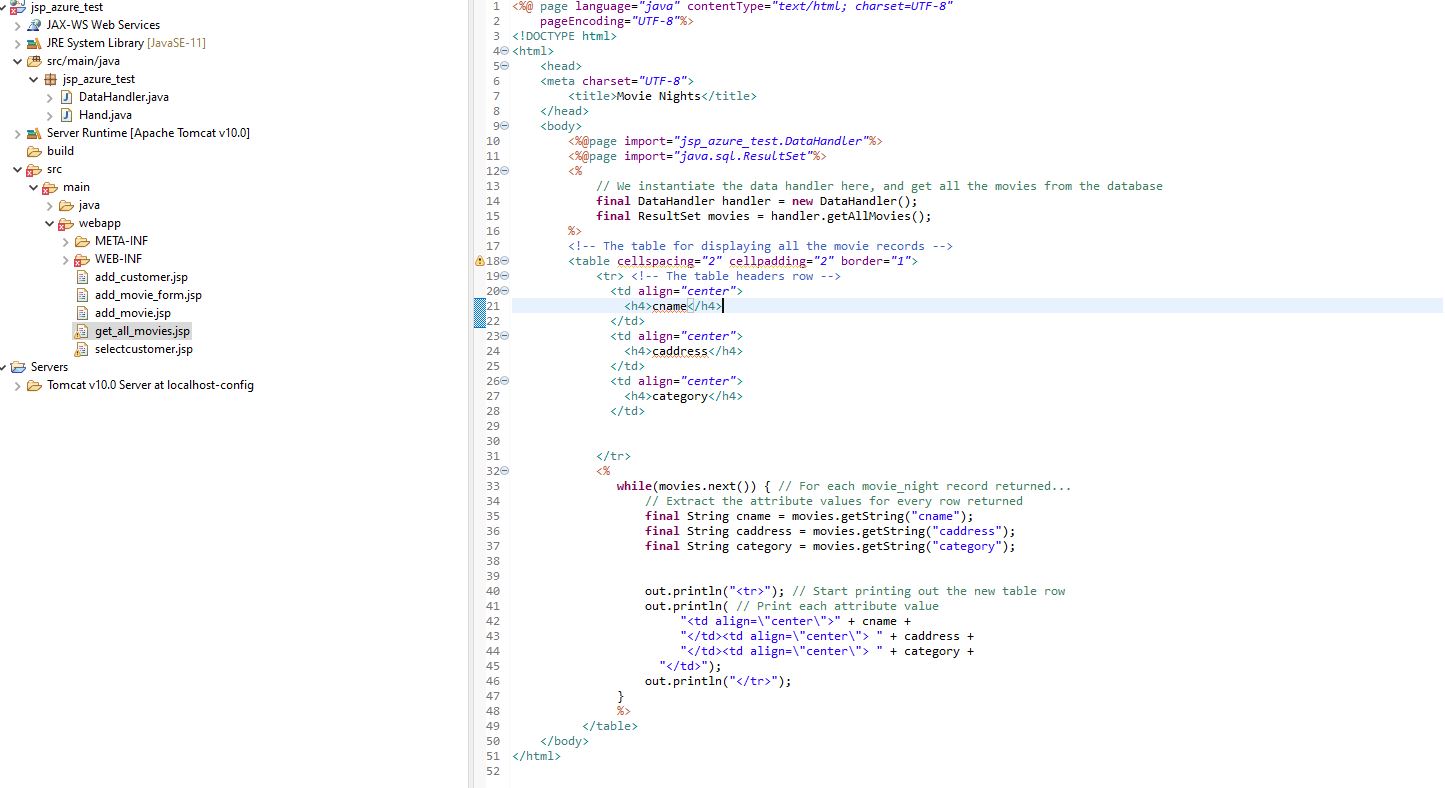 jsp_azure_test
JAX-WS Web Services
JRE System Library [JavaSE-11]
src/main/java
jsp_azure_test
DataHandler.java
Hand.java
Server Runtime [Apache Tomcat v10.0]
build
src
main
java
webapp
META-INF
WEB-INF
add_customer.jsp
add_movie_form.jsp
add_movie.jsp
get_all_movies.jsp
selectcustomer.jsp
Servers
Tomcat v10.0 Server at localhost-config
1 <%@ page language="java" contentType="text/html; charset=UTF-8"
2 pageEncoding="UTF-8"%>
3 <!DOCTYPE html>
4 <html>
5 <head>
6 <meta charset="UTF-8">
7 <title>Movie Nights</title>
8 </head>
9 <body>
10 <%@page import="jsp_azure_test.DataHandler"%>
11 <%@page import="java.sql.ResultSet"%>
12 <%
13 // We instantiate the data handler here, and get all the movies from the database
14 final DataHandler handler = new DataHandler();
15 final ResultSet movies = handler.getAllMovies();
16 %>
17 <!-- The table for displaying all the movie records -->
18 <table cellspacing="2" cellpadding="2" border="1">
19 <tr> <!-- The table headers row -->
20 <td align="center">
21 <h4>cname</h4>
22 </td>
23 <td align="center">
24 <h4>caddress</h4>
25 </td>
26 <td align="center">
27 <h4>category</h4>
28 </td>
29
30
31 </tr>
32 <%
33 while(movies.next()) { // For each movie_night record returned...
34 // Extract the attribute values for every row returned
35 final String cname = movies.getString("cname");
36 final String caddress = movies.getString("caddress");
37 final String category = movies.getString("category");
38
39
40 out.println("<tr>"); // Start printing out the new table row
41 out.println( // Print each attribute value
42 "<td align=\"center\">" + cname +
43 "</td><td align=\"center\"> " + caddress +
44 "</td><td align=\"center\"> " + category +
45 "</td>");
46 out.println("</tr>");
47 }
48 %>
49 </table>
50 </body>
51 </html>
52